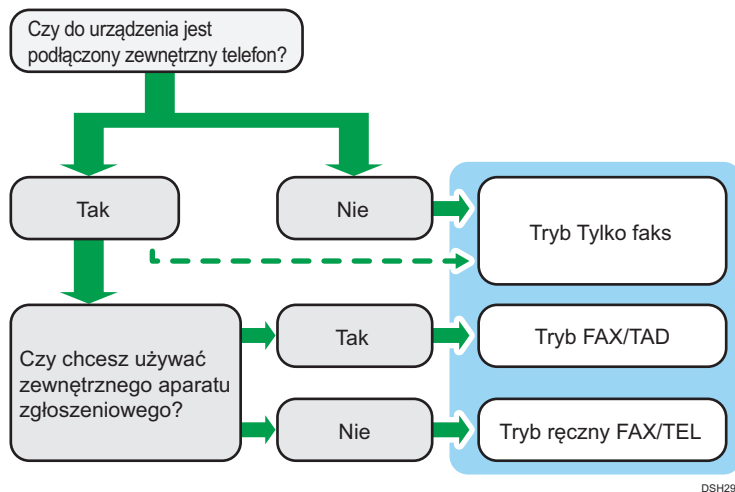 Czy do urządzenia jest
podłączony zewnętrzny telefon?
Tak
Nie
Tryb Tylko faks
Czy chcesz używać
zewnętrznego aparatu
zgłoszeniowego?
Tak
Tryb FAX/TAD
Nie
Tryb ręczny FAX/TEL
DSH29